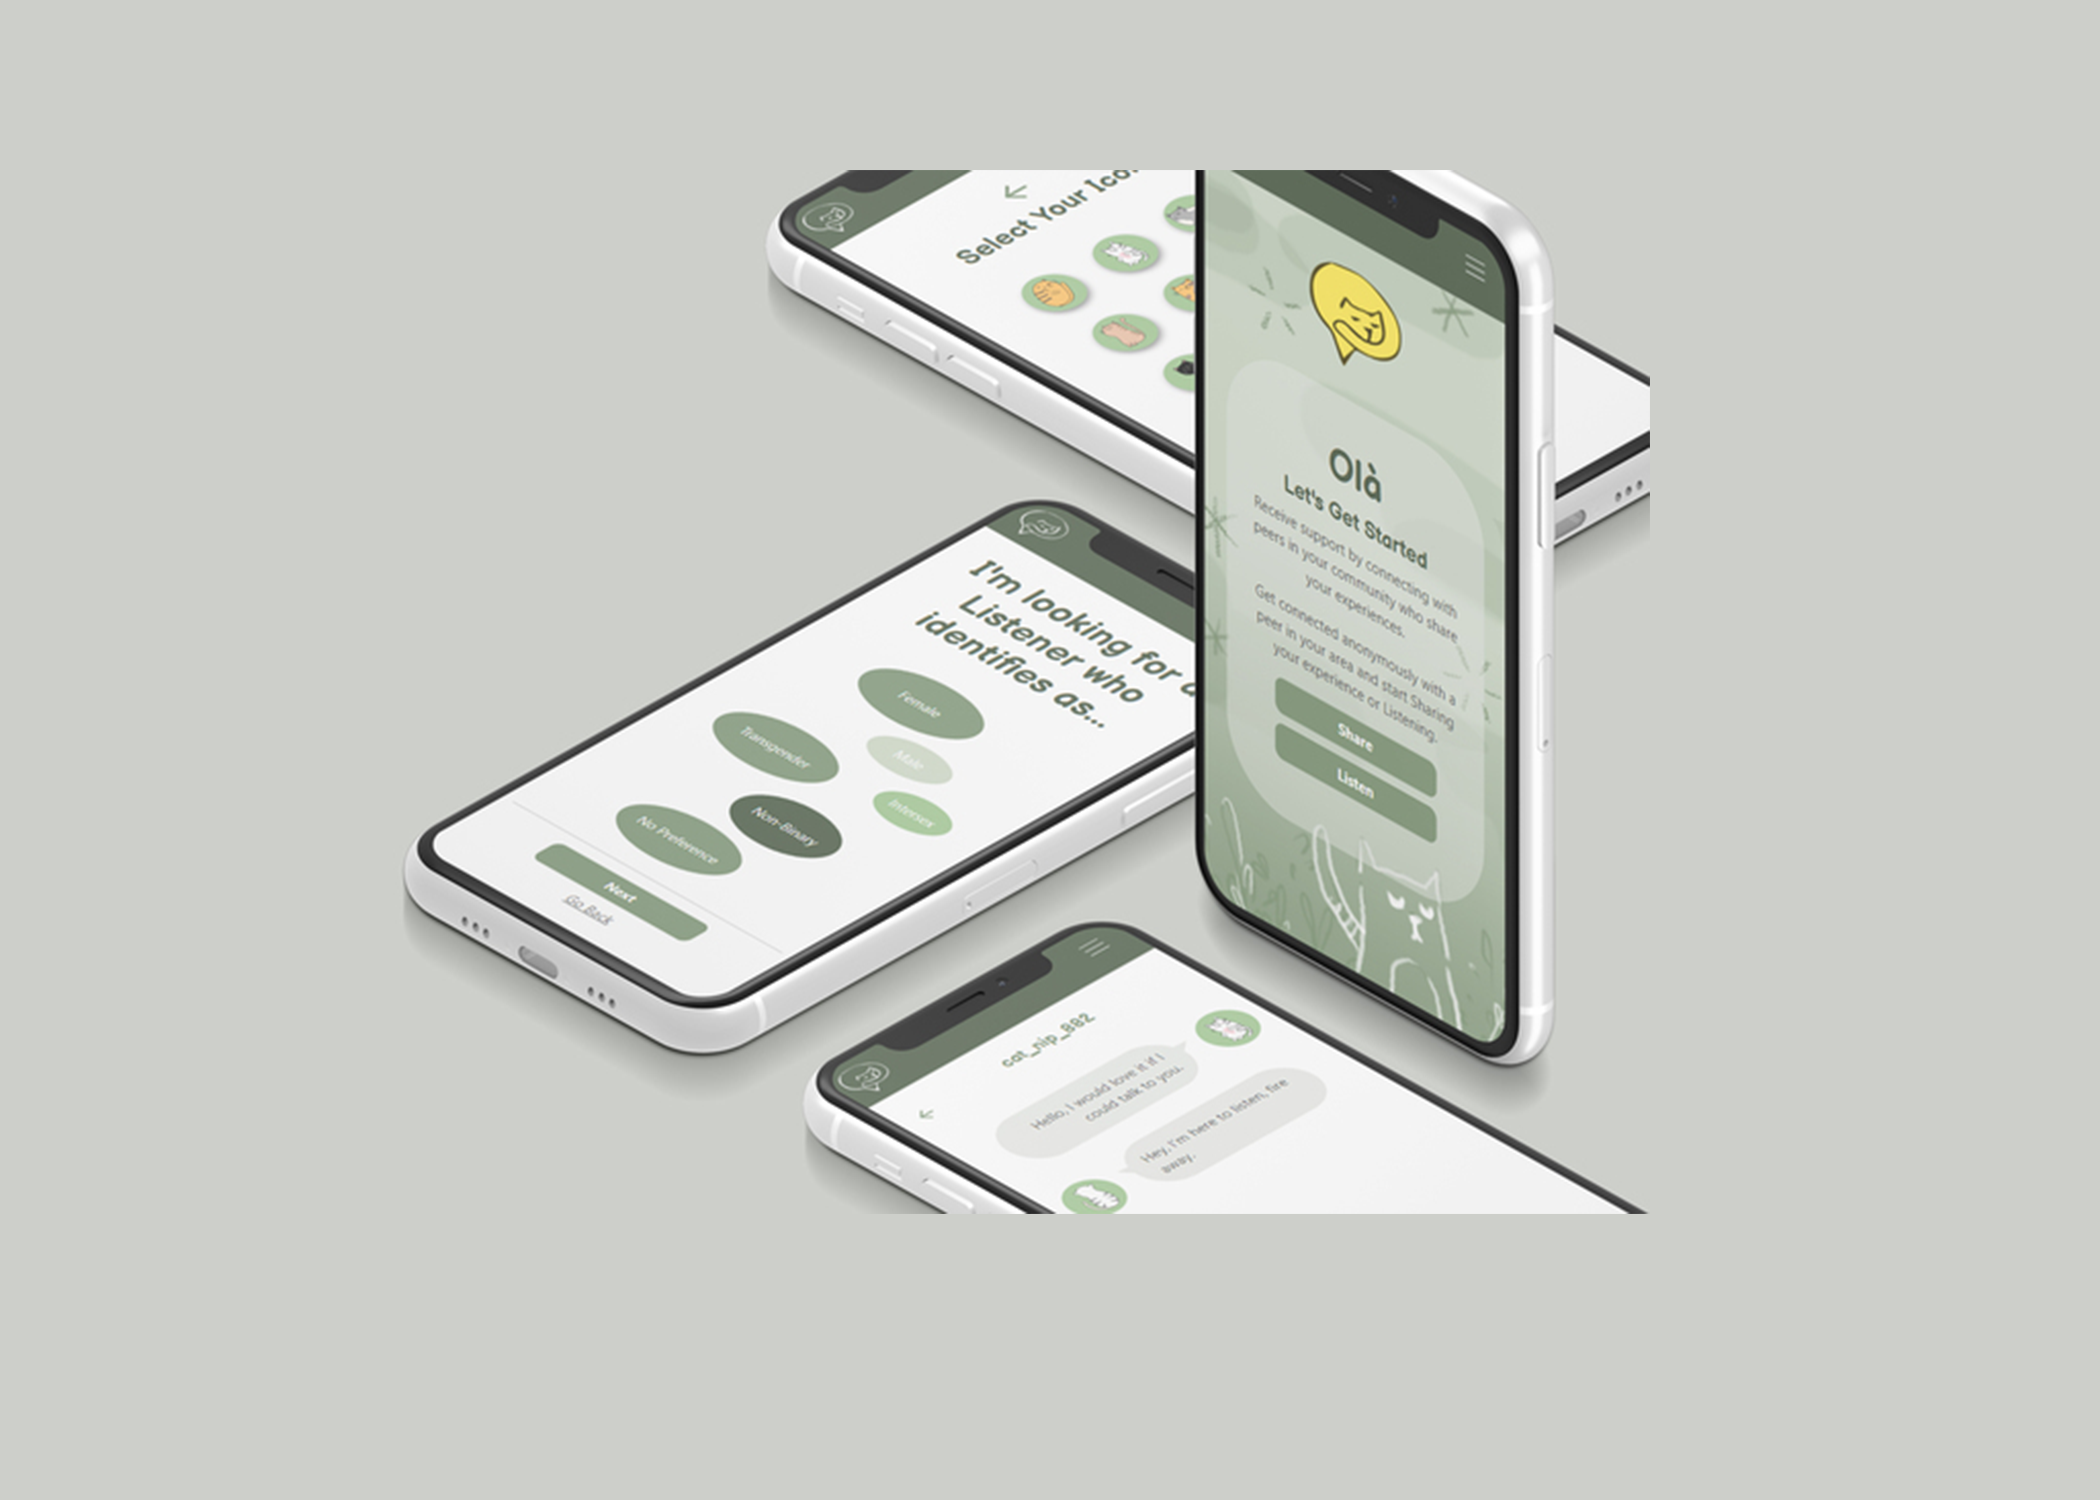 Select Your
Olà
Let's Get Started
Receive support by connecting with
peers in your community who share
your experiences.
Get connected anonymously with a
peer in your area and start Sharing
your experience or Listening.
Share
Listen
I'm looking for a
Listener who
identifies as...
Female
Transgender
Male
Intersex
Non-Binary
No Preference
Next
Go Back
cat_nip_882
Hello, I would love it if I
could talk to you.
Hey, I'm here to listen, fire
away.